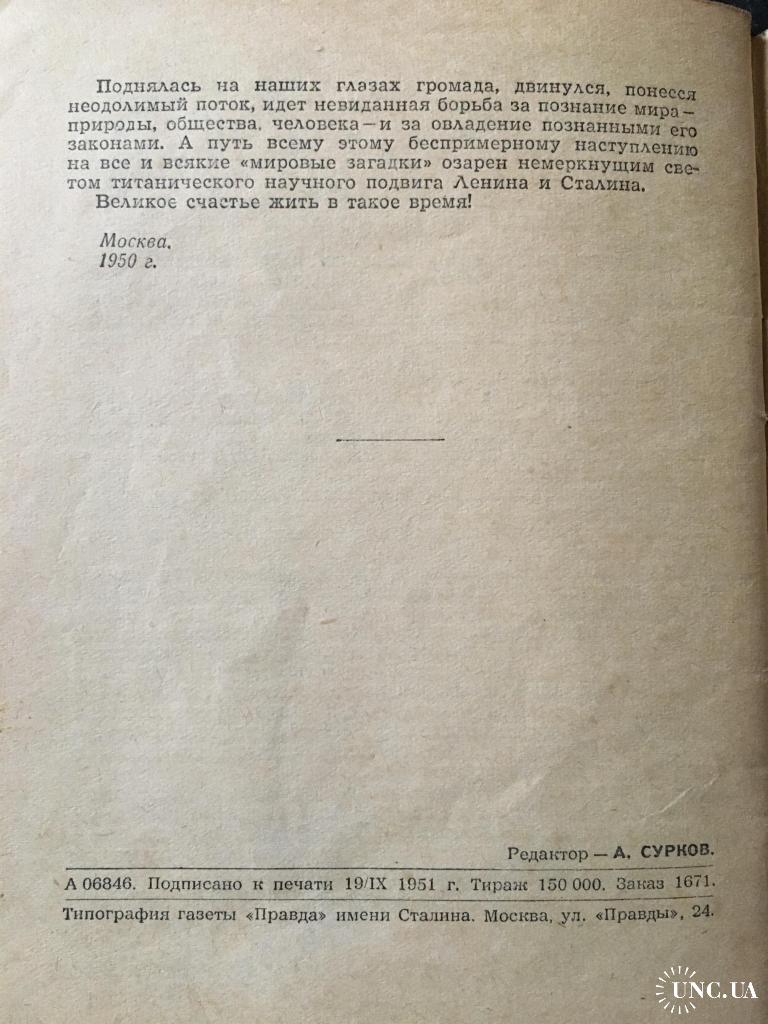 Поднялась на наших глазах громада, двинулся, понесся
неодолимый поток, идет невиданная борьба за познание мира —
природы, общества, человека — и за овладение познанными его
законами. А путь всему этому беспримерному наступлению
на все и всякие «мировые загадки» озарен немеркнущим све-
том титанического научного подвига Ленина и Сталина.
Великое счастье жить в такое время!
Москва.
1950 г.
Редактор — А. СУРКОВ.
А 06846. Подписано к печати 19/IX 1951 г. Тираж 150 000. Заказ 1671.
Типография газеты «Правда» имени Сталина. Москва, ул. «Правды», 24.
UNC.UA